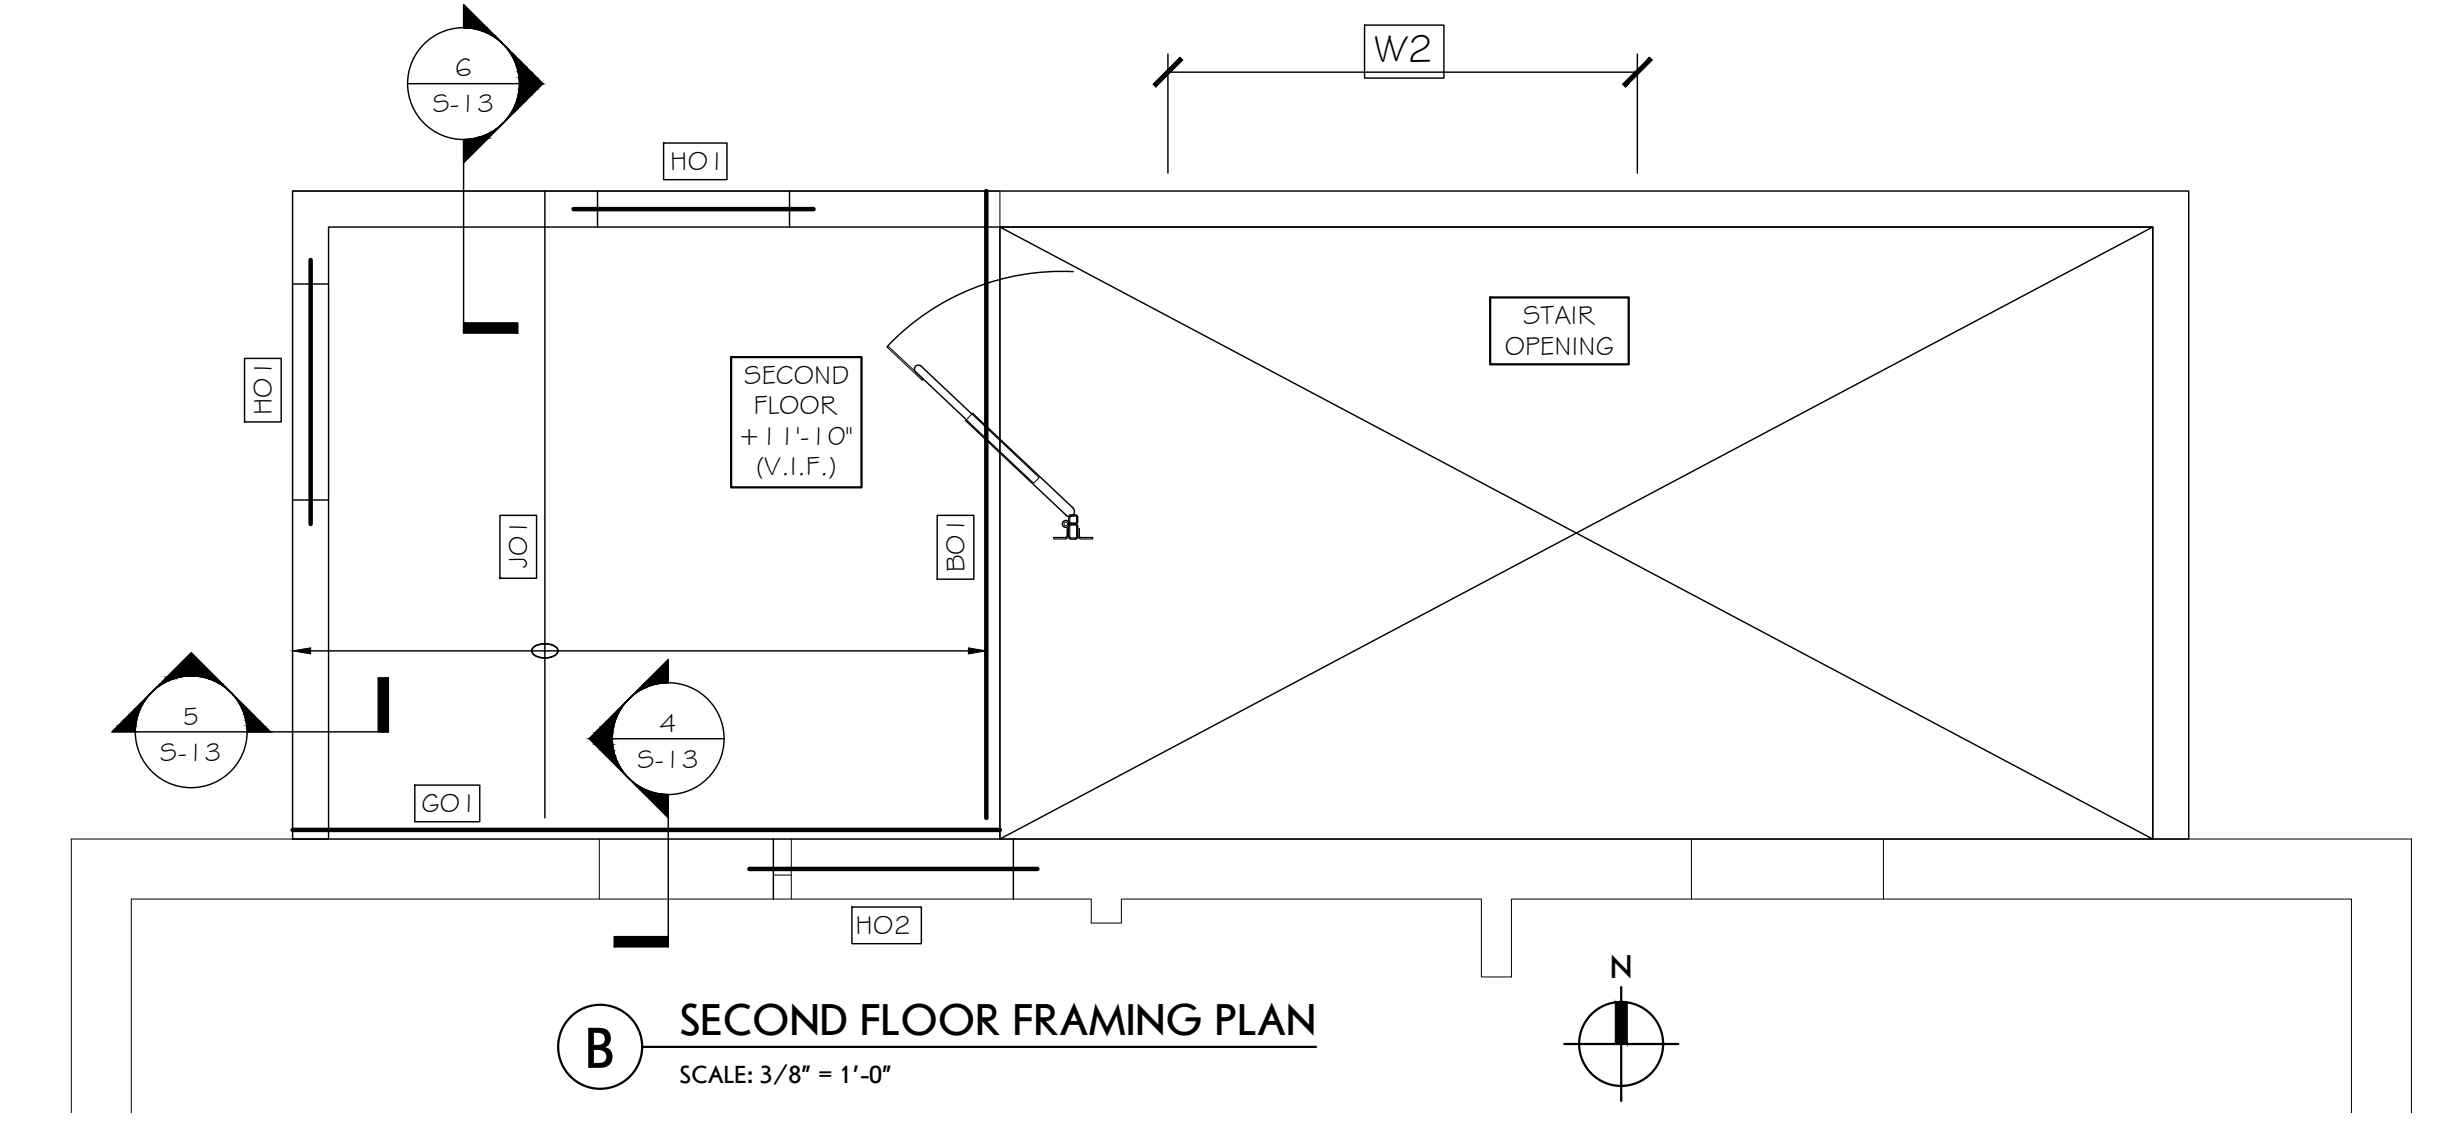 6
S-13
W2
HO1
STAIR
OPENING
SECOND
FLOOR
+11'-10"
(V.I.F.)
HO1
JO1
BO1
5
S-13
4
S-13
GO1
HO2
N
B
SECOND FLOOR FRAMING PLAN
SCALE: 3/8" = 1'-0"